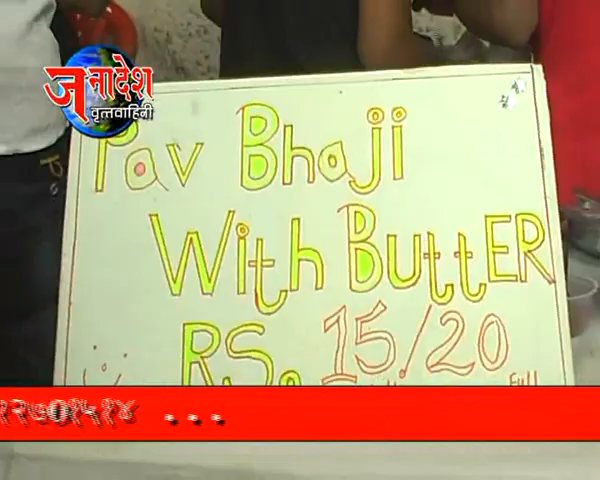 जनादेश
वृत्तवाहिनी
Pav Bhaji
With Butter
RS. 15/20
...